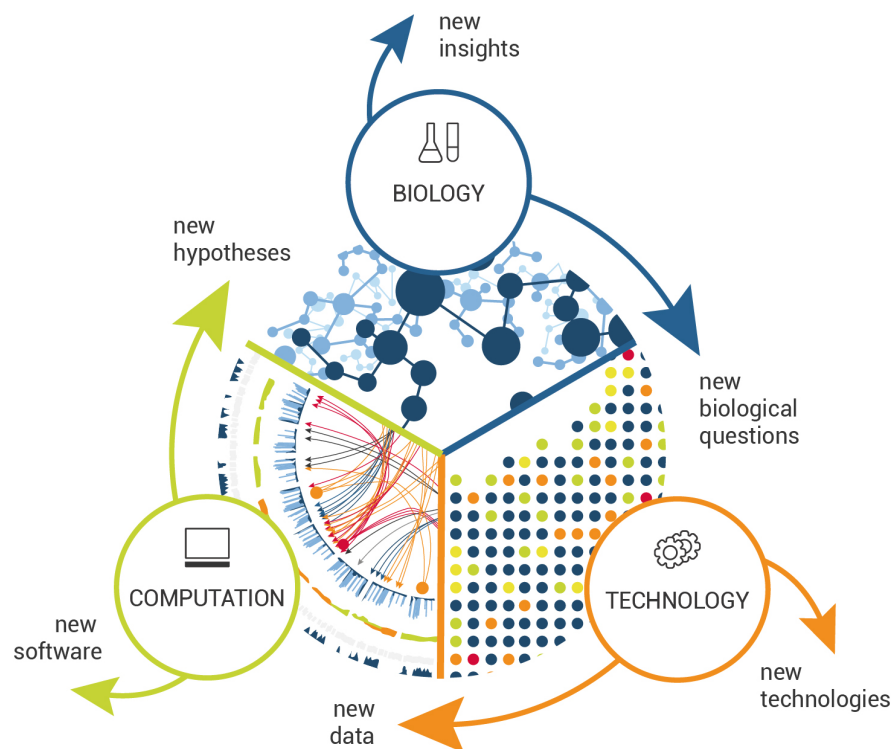 new
insights
BIOLOGY
new
hypotheses
new
biological
questions
COMPUTATION
TECHNOLOGY
new
software
new
technologies
new
data